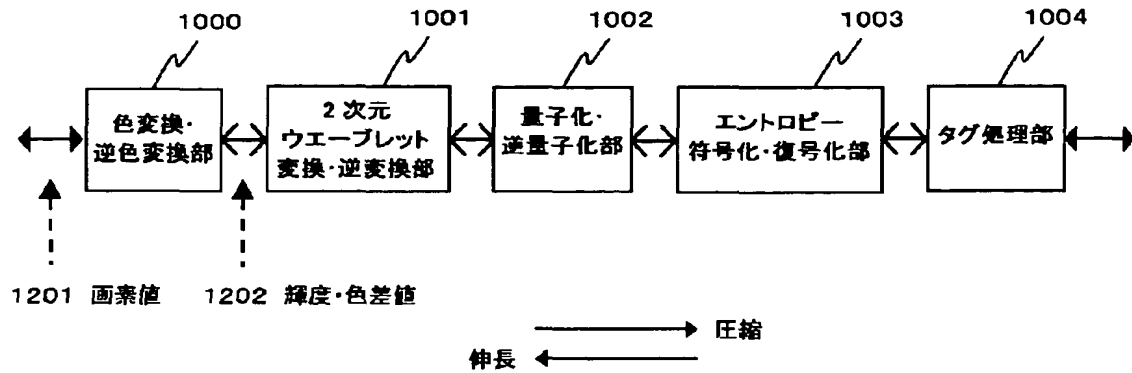 1000
1001
1002
1003
1004
色変換・
逆色変換部
2次元
ウエーブレット
変換・逆変換部
量子化・
逆量子化部
エントロピー
符号化・復号化部
タグ処理部
1201 画素値
1202 輝度・色差値
圧縮
伸長